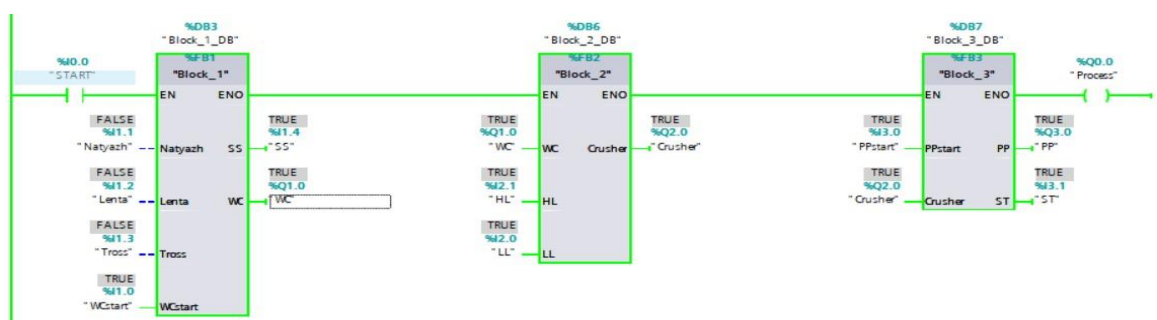 %DB3
"Block_1_DB"
%FB1
"Block_1"
%I0.0
"START"
EN ENO
FALSE
%I1.1
"Natyazh"
Natyazh
SS
TRUE
%I1.4
"SS"
FALSE
%I1.2
"Lenta"
Lenta
WC
TRUE
%Q1.0
"WC"
FALSE
%I1.3
"Tross"
Tross
TRUE
%I1.0
"WCstart"
WCstart
%DB6
"Block_2_DB"
%FB2
"Block_2"
EN ENO
TRUE
%Q1.0
"WC"
WC
Crusher
TRUE
%Q2.0
"Crusher"
TRUE
%I2.1
"HL"
HL
TRUE
%I2.0
"LL"
LL
%DB7
"Block_3_DB"
%FB3
"Block_3"
EN ENO
%Q0.0
"Process"
TRUE
%I3.0
"PPstart"
PPstart
PP
TRUE
%Q3.0
"PP"
TRUE
%Q2.0
"Crusher"
Crusher
ST
TRUE
%I3.1
"ST"